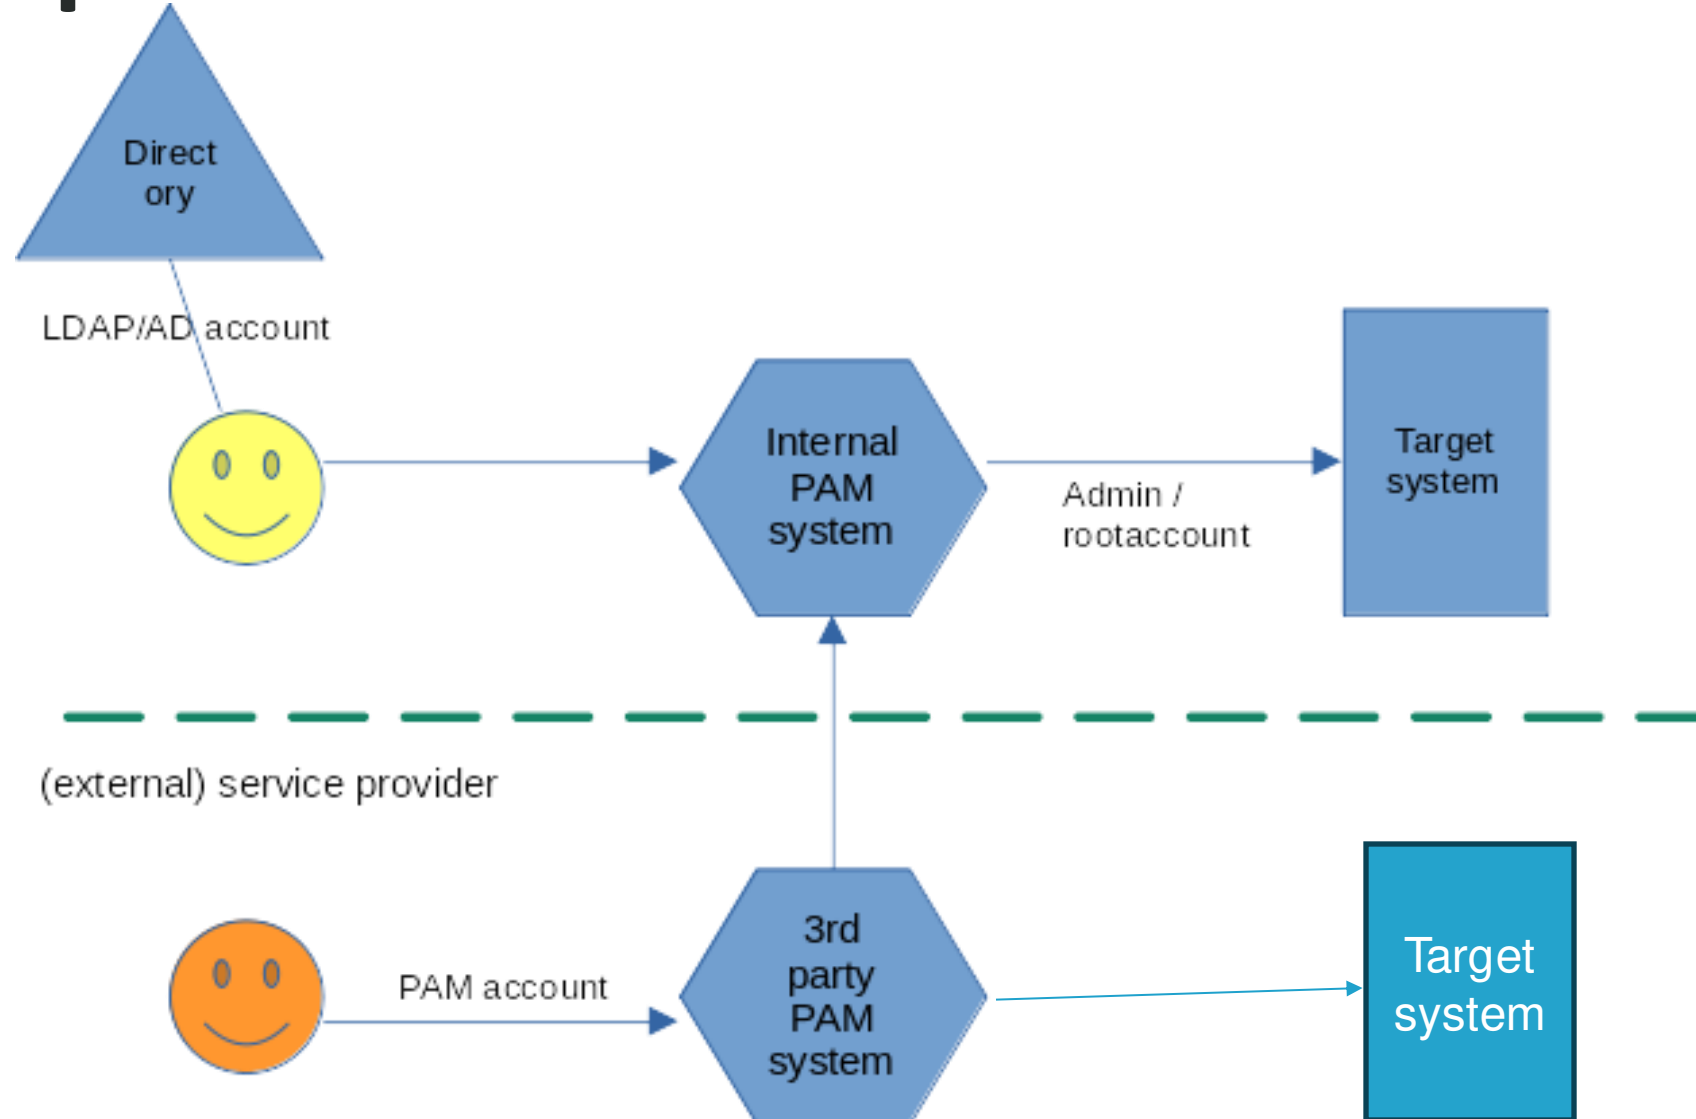 Direct
ory
LDAP/AD account
Internal
PAM
system
Admin /
rootaccount
Target
system
(external) service provider
PAM account
3rd
party
PAM
system
Target
system